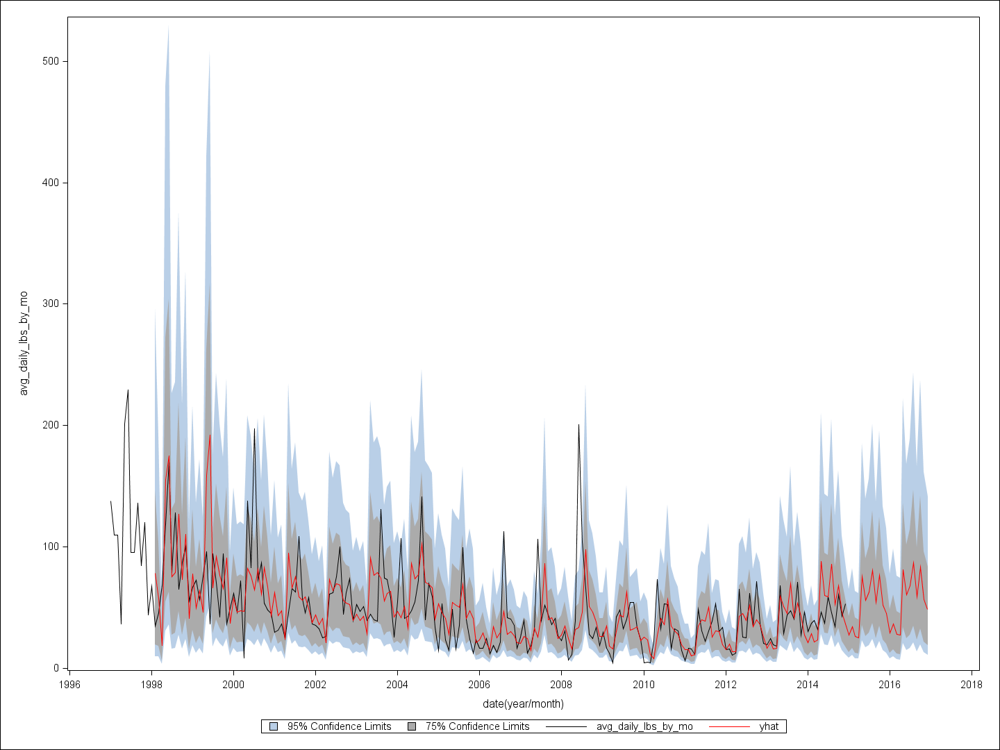 500
400
300
200
100
0
avg_daily_lbs_by_mo
1996 1998 2000 2002 2004 2006 2008 2010 2012 2014 2016 2018
date(year/month)
95% Confidence Limits 75% Confidence Limits avg_daily_lbs_by_mo yhat